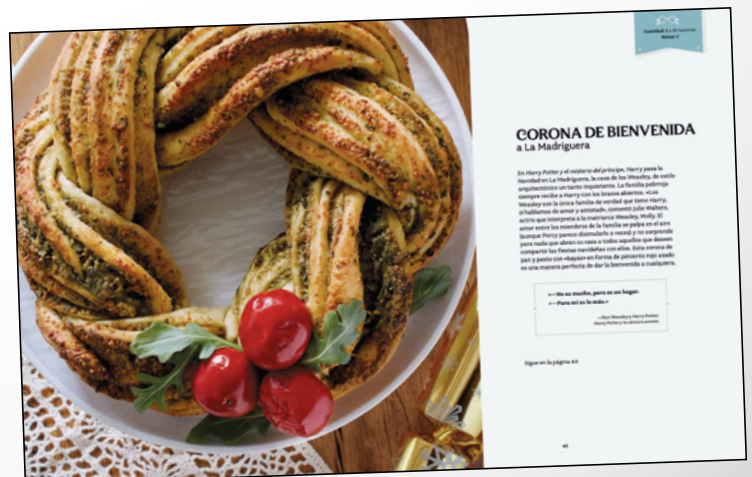 Cantidad: 8 a 10 raciones
CORONA DE BIENVENIDA
a La Madriguera
En Harry Potter y el misterio del príncipe, Harry pasa la
Navidad en La Madriguera, la casa de los Weasley, de estilo
arquitectónico un tanto inquietante. La familia pelirroja
siempre recibe a Harry con los brazos abiertos. «Los
Weasley son la única familia de verdad que tiene Harry,
si hablamos de amor y amistad», comentó Julie Walters,
actriz que interpreta a la matriarca Weasley, Molly. El
amor entre los miembros de la familia se palpa en el aire
(aunque Percy parece disimularlo a veces) y no sorprende
para nada que abran su casa a todos aquellos que deseen
compartir las fiestas navideñas con ellos. Esta corona de
pan y pesto con «bayas» en forma de pimiento rojo asado
es una manera perfecta de dar la bienvenida a cualquiera.
«—No es mucho, pero es un hogar.
—Para mí es lo más.»
—Ron Weasley y Harry Potter,
Harry Potter y la cámara secreta
Sigue en la página 44